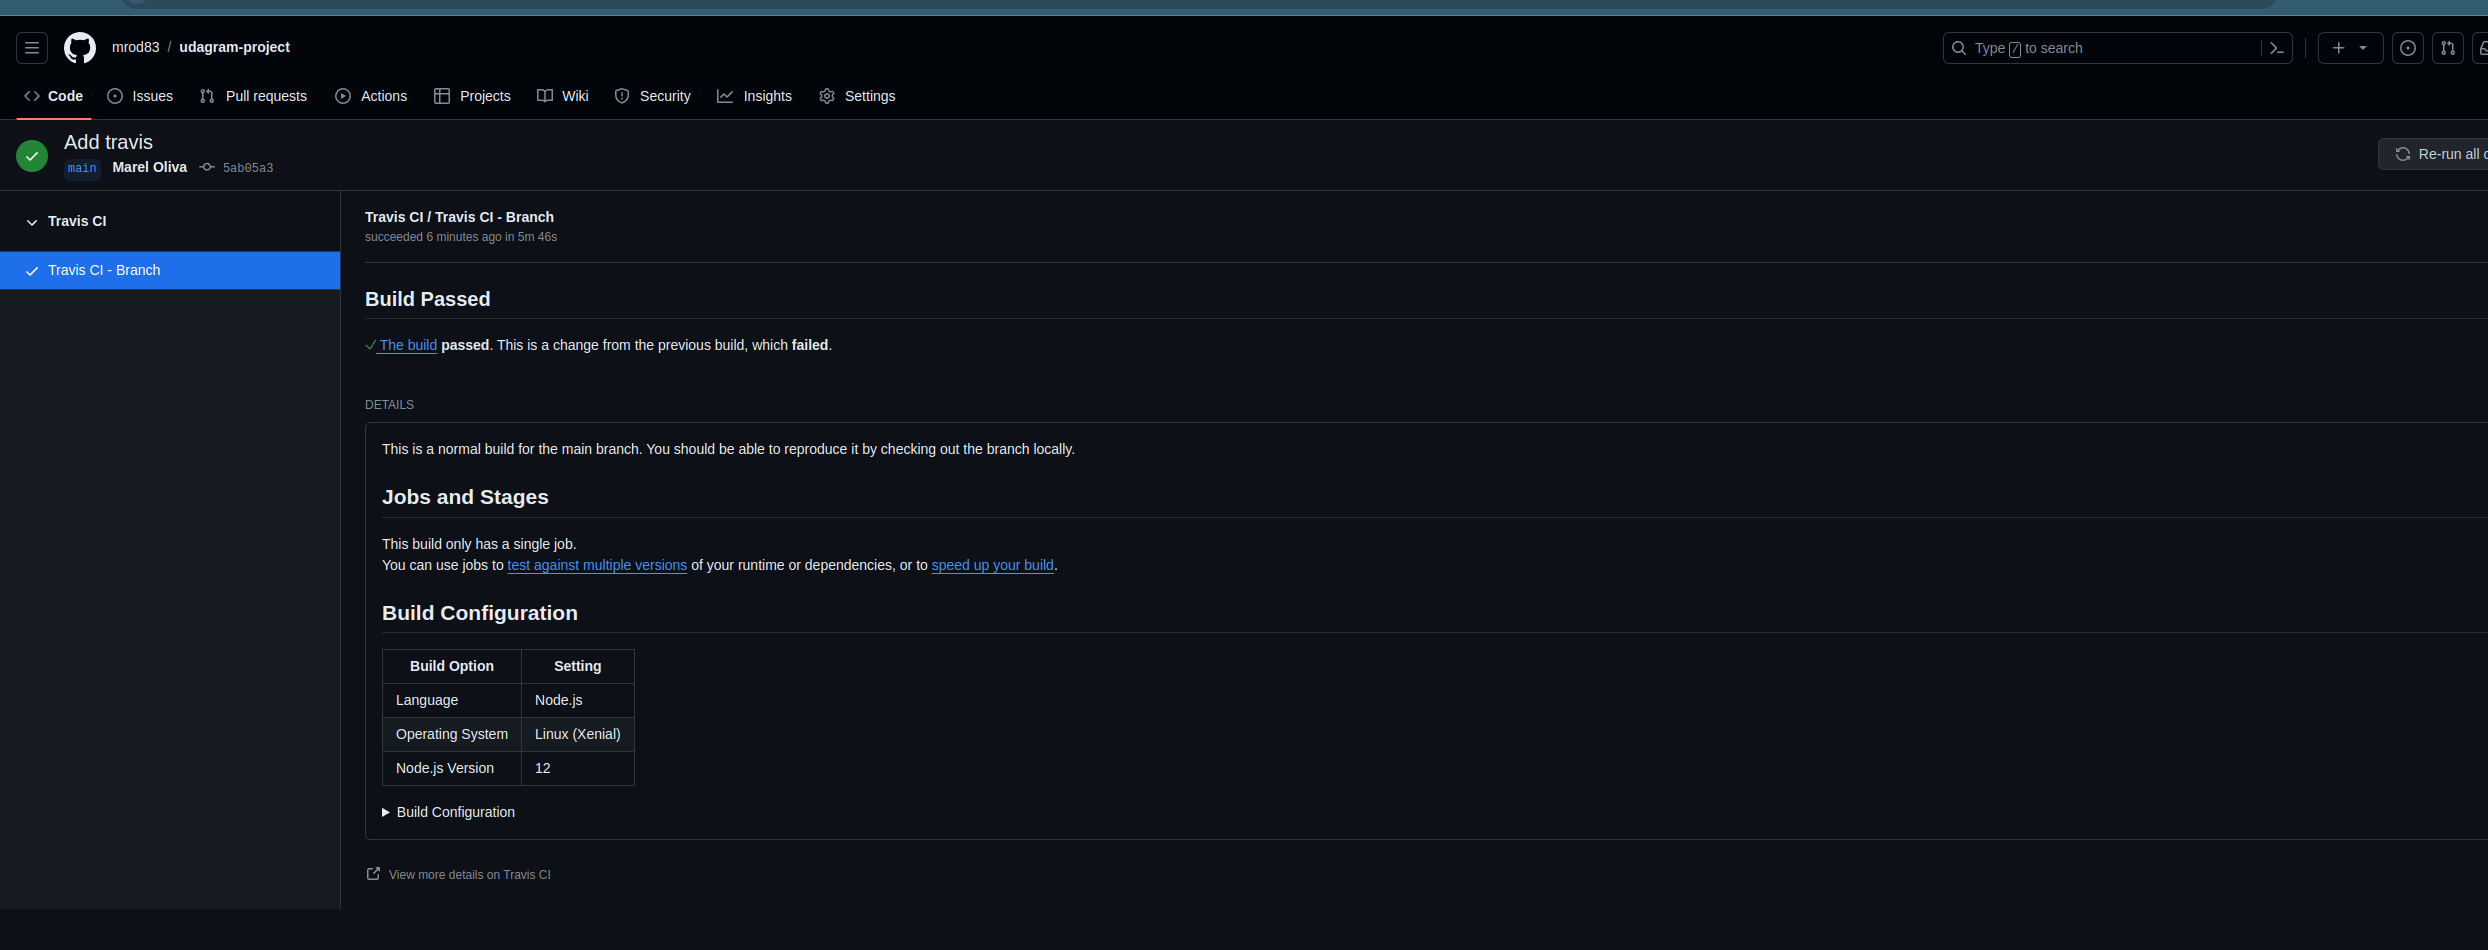 mrod83 / udagram-project
Type / to search
Code Issues Pull requests Actions Projects Wiki Security Insights Settings
Add travis
main Marel Oliva 5ab05a3
Re-run all
Travis CI
Travis CI - Branch
Travis CI / Travis CI - Branch
succeeded 6 minutes ago in 5m 46s
Build Passed
The build passed. This is a change from the previous build, which failed.
DETAILS
This is a normal build for the main branch. You should be able to reproduce it by checking out the branch locally.
Jobs and Stages
This build only has a single job.
You can use jobs to test against multiple versions of your runtime or dependencies, or to speed up your build.
Build Configuration
Build Option Setting
Language Node.js
Operating System Linux (Xenial)
Node.js Version 12
Build Configuration
View more details on Travis CI